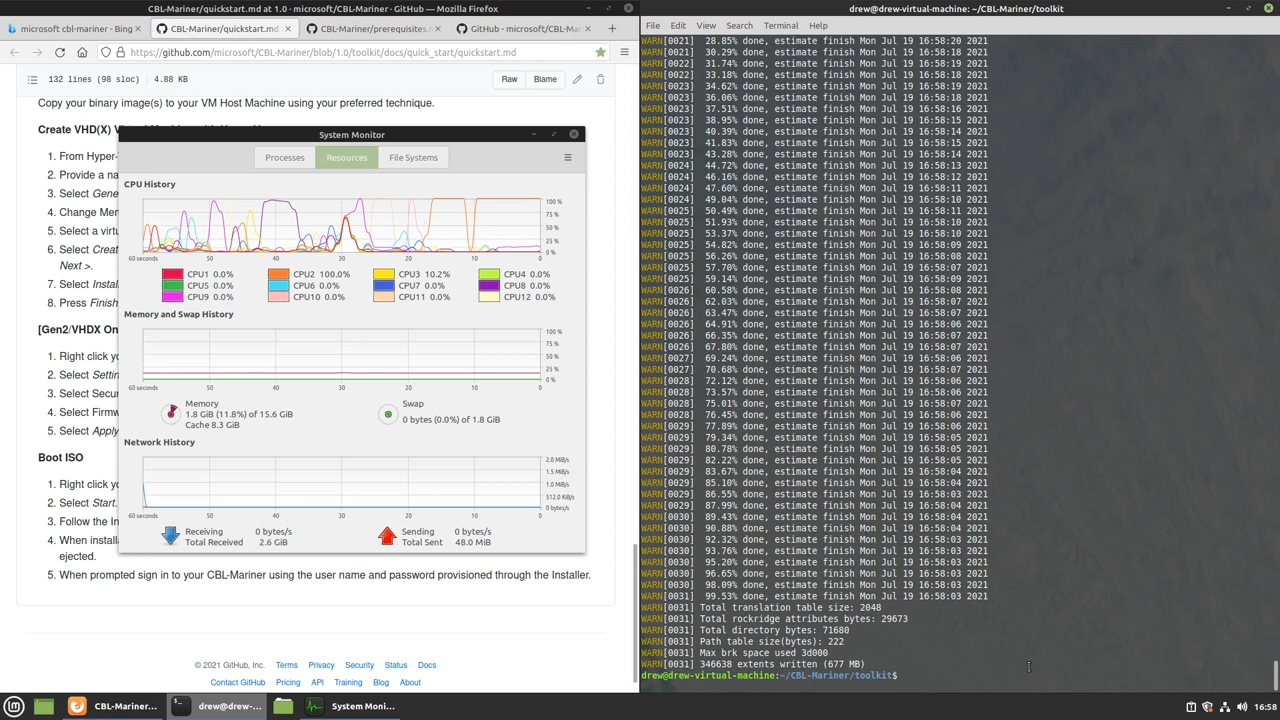 CBL-Mariner/quickstart.md at 1.0 · microsoft/CBL-Mariner · GitHub — Mozilla Firefox
microsoft cbl-mariner - Bing
CBL-Mariner/quickstart.md
CBL-Mariner/prerequisites.n
GitHub - microsoft/CBL-Ma
https://github.com/microsoft/CBL-Mariner/blob/1.0/toolkit/docs/quick_start/quickstart.md
132 lines (98 sloc) | 4.88 KB
Raw
Blame
Copy your binary image(s) to your VM Host Machine using your preferred technique.
Create VHD(X) V
1. From Hyper-
2. Provide a na
3. Select Gene
4. Change Mem
5. Select a virtu
6. Select Creat
Next >.
7. Select Install
8. Press Finish
[Gen2/VHDX On
1. Right click yo
2. Select Settin
3. Select Secur
4. Select Firmw
5. Select Apply
Boot ISO
1. Right click yo
2. Select Start.
3. Follow the In
4. When installa
ejected.
5. When prompted sign in to your CBL-Mariner using the user name and password provisioned through the Installer.
© 2021 GitHub, Inc.
Terms
Privacy
Security
Status
Docs
Contact GitHub
Pricing
API
Training
Blog
About
System Monitor
Processes
Resources
File Systems
CPU History
100 %
75 %
50 %
25 %
0 %
60 seconds
50
40
30
20
10
0
CPU1 0.0%
CPU2 100.0%
CPU3 10.2%
CPU4 0.0%
CPU5 0.0%
CPU6 0.0%
CPU7 0.0%
CPU8 0.0%
CPU9 0.0%
CPU10 0.0%
CPU11 0.0%
CPU12 0.0%
Memory and Swap History
100 %
75 %
50 %
25 %
0 %
60 seconds
50
40
30
20
10
0
Memory
1.8 GiB (11.8%) of 15.6 GiB
Cache 8.3 GiB
Swap
0 bytes (0.0%) of 1.8 GiB
Network History
2.0 MiB/s
1.5 MiB/s
1.0 MiB/s
512.0 KiB/s
0 bytes/s
60 seconds
50
40
30
20
10
0
Receiving 0 bytes/s
Total Received 2.6 GiB
Sending 0 bytes/s
Total Sent 48.0 MiB
drew@drew-virtual-machine: ~/CBL-Mariner/toolkit
File Edit View Search Terminal Help
WARN[0021] 28.85% done, estimate finish Mon Jul 19 16:58:20 2021
WARN[0021] 30.29% done, estimate finish Mon Jul 19 16:58:18 2021
WARN[0022] 31.74% done, estimate finish Mon Jul 19 16:58:19 2021
WARN[0022] 33.18% done, estimate finish Mon Jul 19 16:58:18 2021
WARN[0023] 34.62% done, estimate finish Mon Jul 19 16:58:19 2021
WARN[0023] 36.06% done, estimate finish Mon Jul 19 16:58:18 2021
WARN[0023] 37.51% done, estimate finish Mon Jul 19 16:58:16 2021
WARN[0023] 38.95% done, estimate finish Mon Jul 19 16:58:15 2021
WARN[0023] 40.39% done, estimate finish Mon Jul 19 16:58:14 2021
WARN[0023] 41.83% done, estimate finish Mon Jul 19 16:58:15 2021
WARN[0023] 43.28% done, estimate finish Mon Jul 19 16:58:14 2021
WARN[0024] 44.72% done, estimate finish Mon Jul 19 16:58:13 2021
WARN[0024] 46.16% done, estimate finish Mon Jul 19 16:58:12 2021
WARN[0024] 47.60% done, estimate finish Mon Jul 19 16:58:11 2021
WARN[0024] 49.04% done, estimate finish Mon Jul 19 16:58:10 2021
WARN[0025] 50.49% done, estimate finish Mon Jul 19 16:58:11 2021
WARN[0025] 51.93% done, estimate finish Mon Jul 19 16:58:10 2021
WARN[0025] 53.37% done, estimate finish Mon Jul 19 16:58:10 2021
WARN[0025] 54.82% done, estimate finish Mon Jul 19 16:58:09 2021
WARN[0025] 56.26% done, estimate finish Mon Jul 19 16:58:08 2021
WARN[0025] 57.70% done, estimate finish Mon Jul 19 16:58:08 2021
WARN[0025] 59.14% done, estimate finish Mon Jul 19 16:58:09 2021
WARN[0026] 60.58% done, estimate finish Mon Jul 19 16:58:08 2021
WARN[0026] 62.03% done, estimate finish Mon Jul 19 16:58:07 2021
WARN[0026] 63.47% done, estimate finish Mon Jul 19 16:58:07 2021
WARN[0026] 64.91% done, estimate finish Mon Jul 19 16:58:06 2021
WARN[0026] 66.35% done, estimate finish Mon Jul 19 16:58:07 2021
WARN[0026] 67.80% done, estimate finish Mon Jul 19 16:58:07 2021
WARN[0027] 69.24% done, estimate finish Mon Jul 19 16:58:06 2021
WARN[0027] 70.68% done, estimate finish Mon Jul 19 16:58:07 2021
WARN[0028] 72.12% done, estimate finish Mon Jul 19 16:58:06 2021
WARN[0028] 73.57% done, estimate finish Mon Jul 19 16:58:06 2021
WARN[0028] 75.01% done, estimate finish Mon Jul 19 16:58:07 2021
WARN[0028] 76.45% done, estimate finish Mon Jul 19 16:58:06 2021
WARN[0029] 77.89% done, estimate finish Mon Jul 19 16:58:06 2021
WARN[0029] 79.34% done, estimate finish Mon Jul 19 16:58:05 2021
WARN[0029] 80.78% done, estimate finish Mon Jul 19 16:58:05 2021
WARN[0029] 82.22% done, estimate finish Mon Jul 19 16:58:05 2021
WARN[0029] 83.67% done, estimate finish Mon Jul 19 16:58:04 2021
WARN[0029] 85.10% done, estimate finish Mon Jul 19 16:58:04 2021
WARN[0029] 86.55% done, estimate finish Mon Jul 19 16:58:03 2021
WARN[0029] 87.99% done, estimate finish Mon Jul 19 16:58:04 2021
WARN[0030] 89.43% done, estimate finish Mon Jul 19 16:58:04 2021
WARN[0030] 90.88% done, estimate finish Mon Jul 19 16:58:04 2021
WARN[0030] 92.32% done, estimate finish Mon Jul 19 16:58:03 2021
WARN[0030] 93.76% done, estimate finish Mon Jul 19 16:58:03 2021
WARN[0030] 95.20% done, estimate finish Mon Jul 19 16:58:03 2021
WARN[0030] 96.65% done, estimate finish Mon Jul 19 16:58:03 2021
WARN[0030] 98.09% done, estimate finish Mon Jul 19 16:58:03 2021
WARN[0031] 99.53% done, estimate finish Mon Jul 19 16:58:03 2021
WARN[0031] Total translation table size: 2048
WARN[0031] Total rockridge attributes bytes: 29673
WARN[0031] Total directory bytes: 71680
WARN[0031] Path table size(bytes): 222
WARN[0031] Max brk space used 3d000
WARN[0031] 346638 extents written (677 MB)
drew@drew-virtual-machine:~/CBL-Mariner/toolkit$
CBL-Mariner...
drew@drew-...
System Moni...
16:58